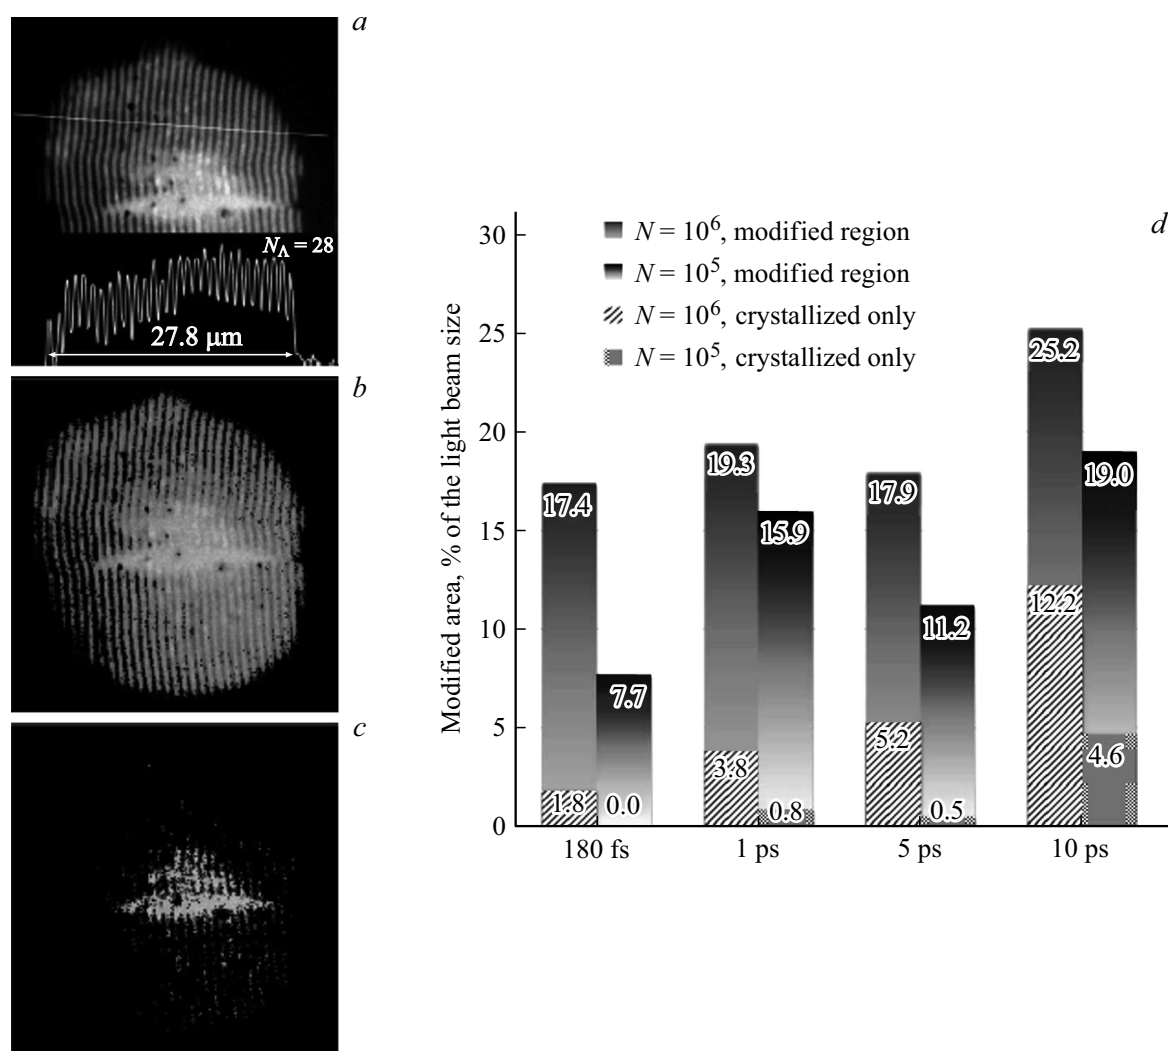 a
N_Λ = 28
27.8 μm
b
c
d
N = 10^6, modified region
N = 10^5, modified region
N = 10^6, crystallized only
N = 10^5, crystallized only
Modified area, % of the light beam size
30
25
20
15
10
5
0
17.4
7.7
1.8
0.0
19.3
15.9
3.8
0.8
17.9
11.2
5.2
0.5
25.2
19.0
12.2
4.6
180 fs
1 ps
5 ps
10 ps